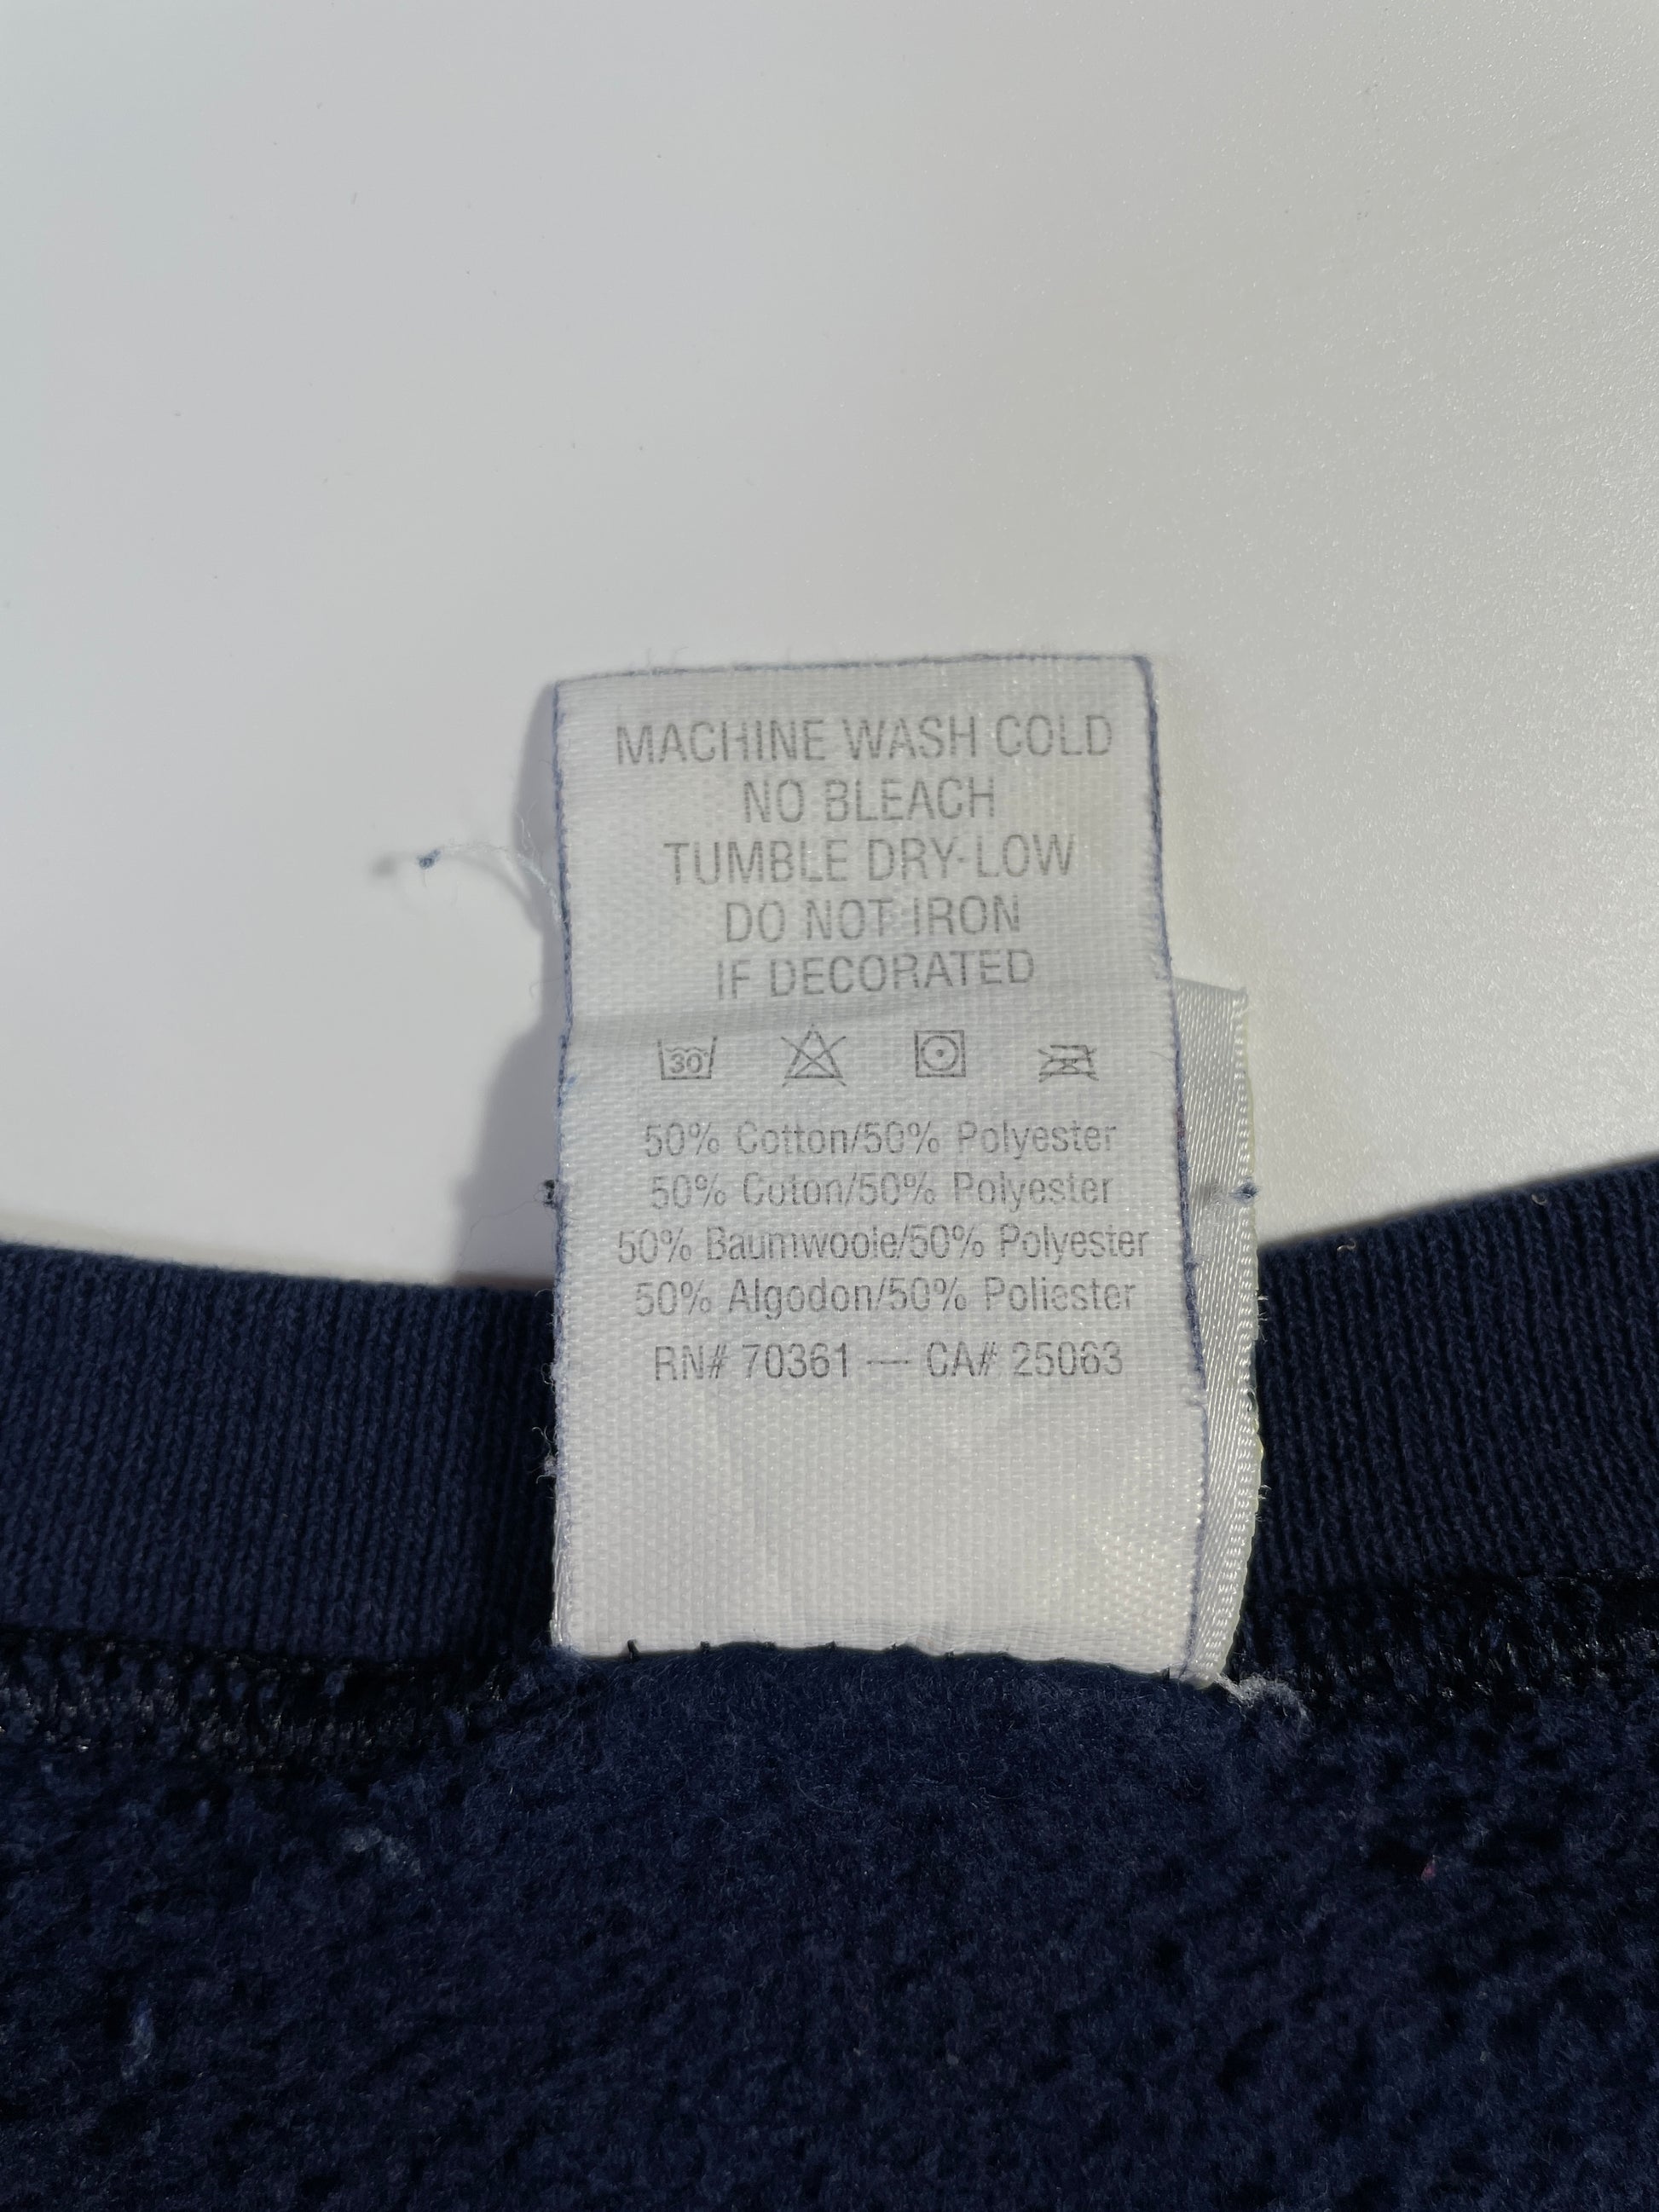 MACHINE WASH COLD
NO BLEACH
TUMBLE DRY-LOW
DO NOT IRON
IF DECORATED
30
50% Cotton/50% Polyester
50% Coton/50% Polyester
50% Baumwoole/50% Polyester
50% Algodon/50% Poliester
RN# 70361 — CA# 25063